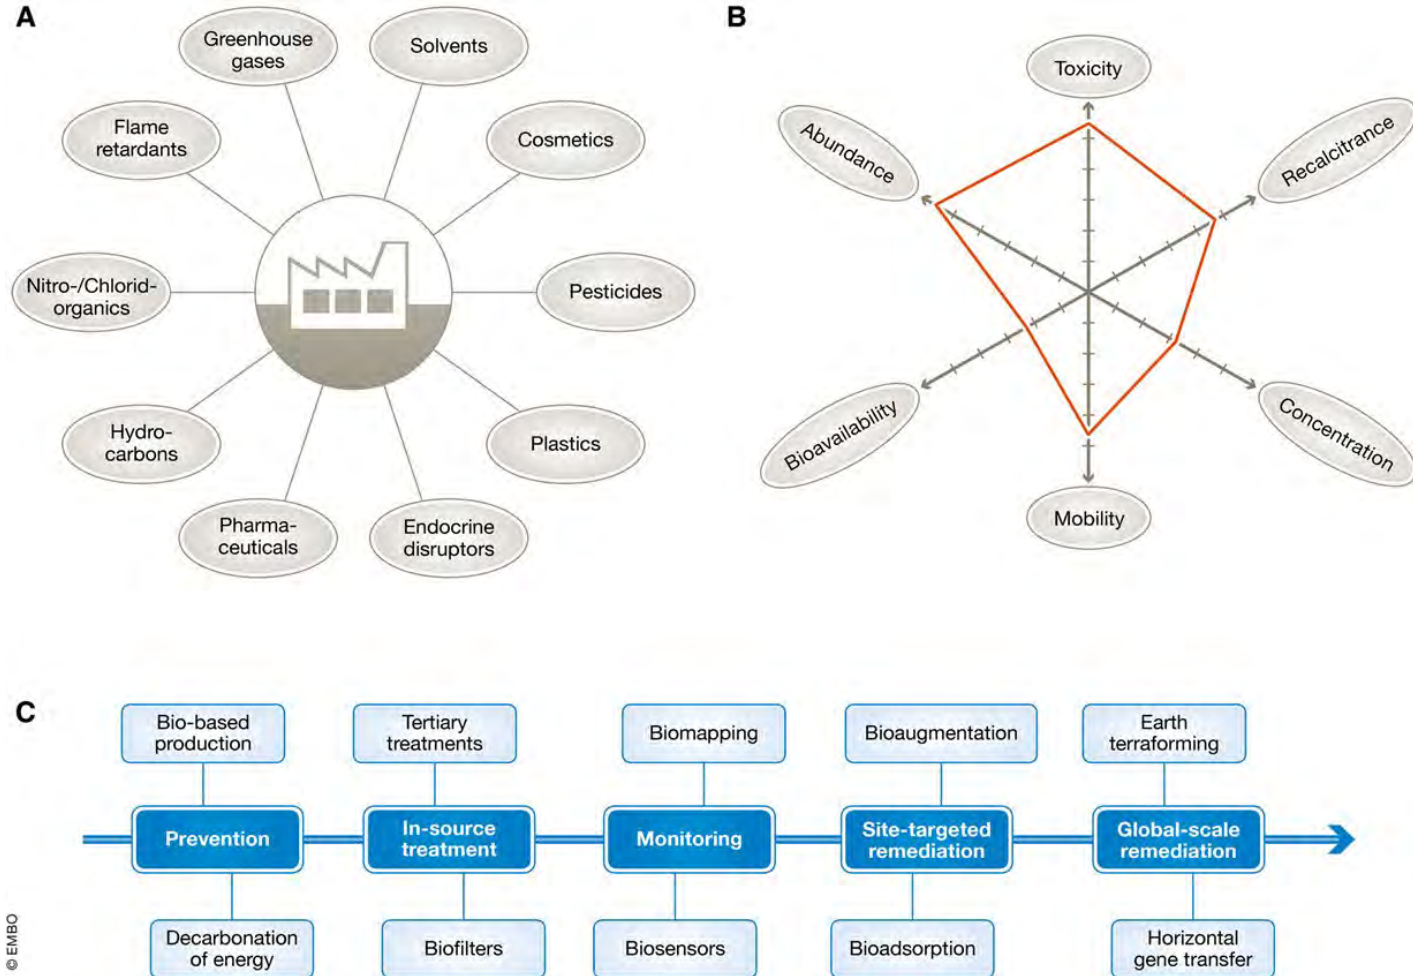 A
Greenhouse
gases
Solvents
Flame
retardants
Cosmetics
Nitro-/Chlorid-
organics
Pesticides
Hydro-
carbons
Plastics
Pharma-
ceuticals
Endocrine
disruptors
B
Toxicity
Abundance
Recalcitrance
Bioavailability
Concentration
Mobility
C
Bio-based
production
Tertiary
treatments
Biomapping
Bioaugmentation
Earth
terraforming
Prevention
In-source
treatment
Monitoring
Site-targeted
remediation
Global-scale
remediation
Decarbonation
of energy
Biofilters
Biosensors
Bioadsorption
Horizontal
gene transfer
© EMBO